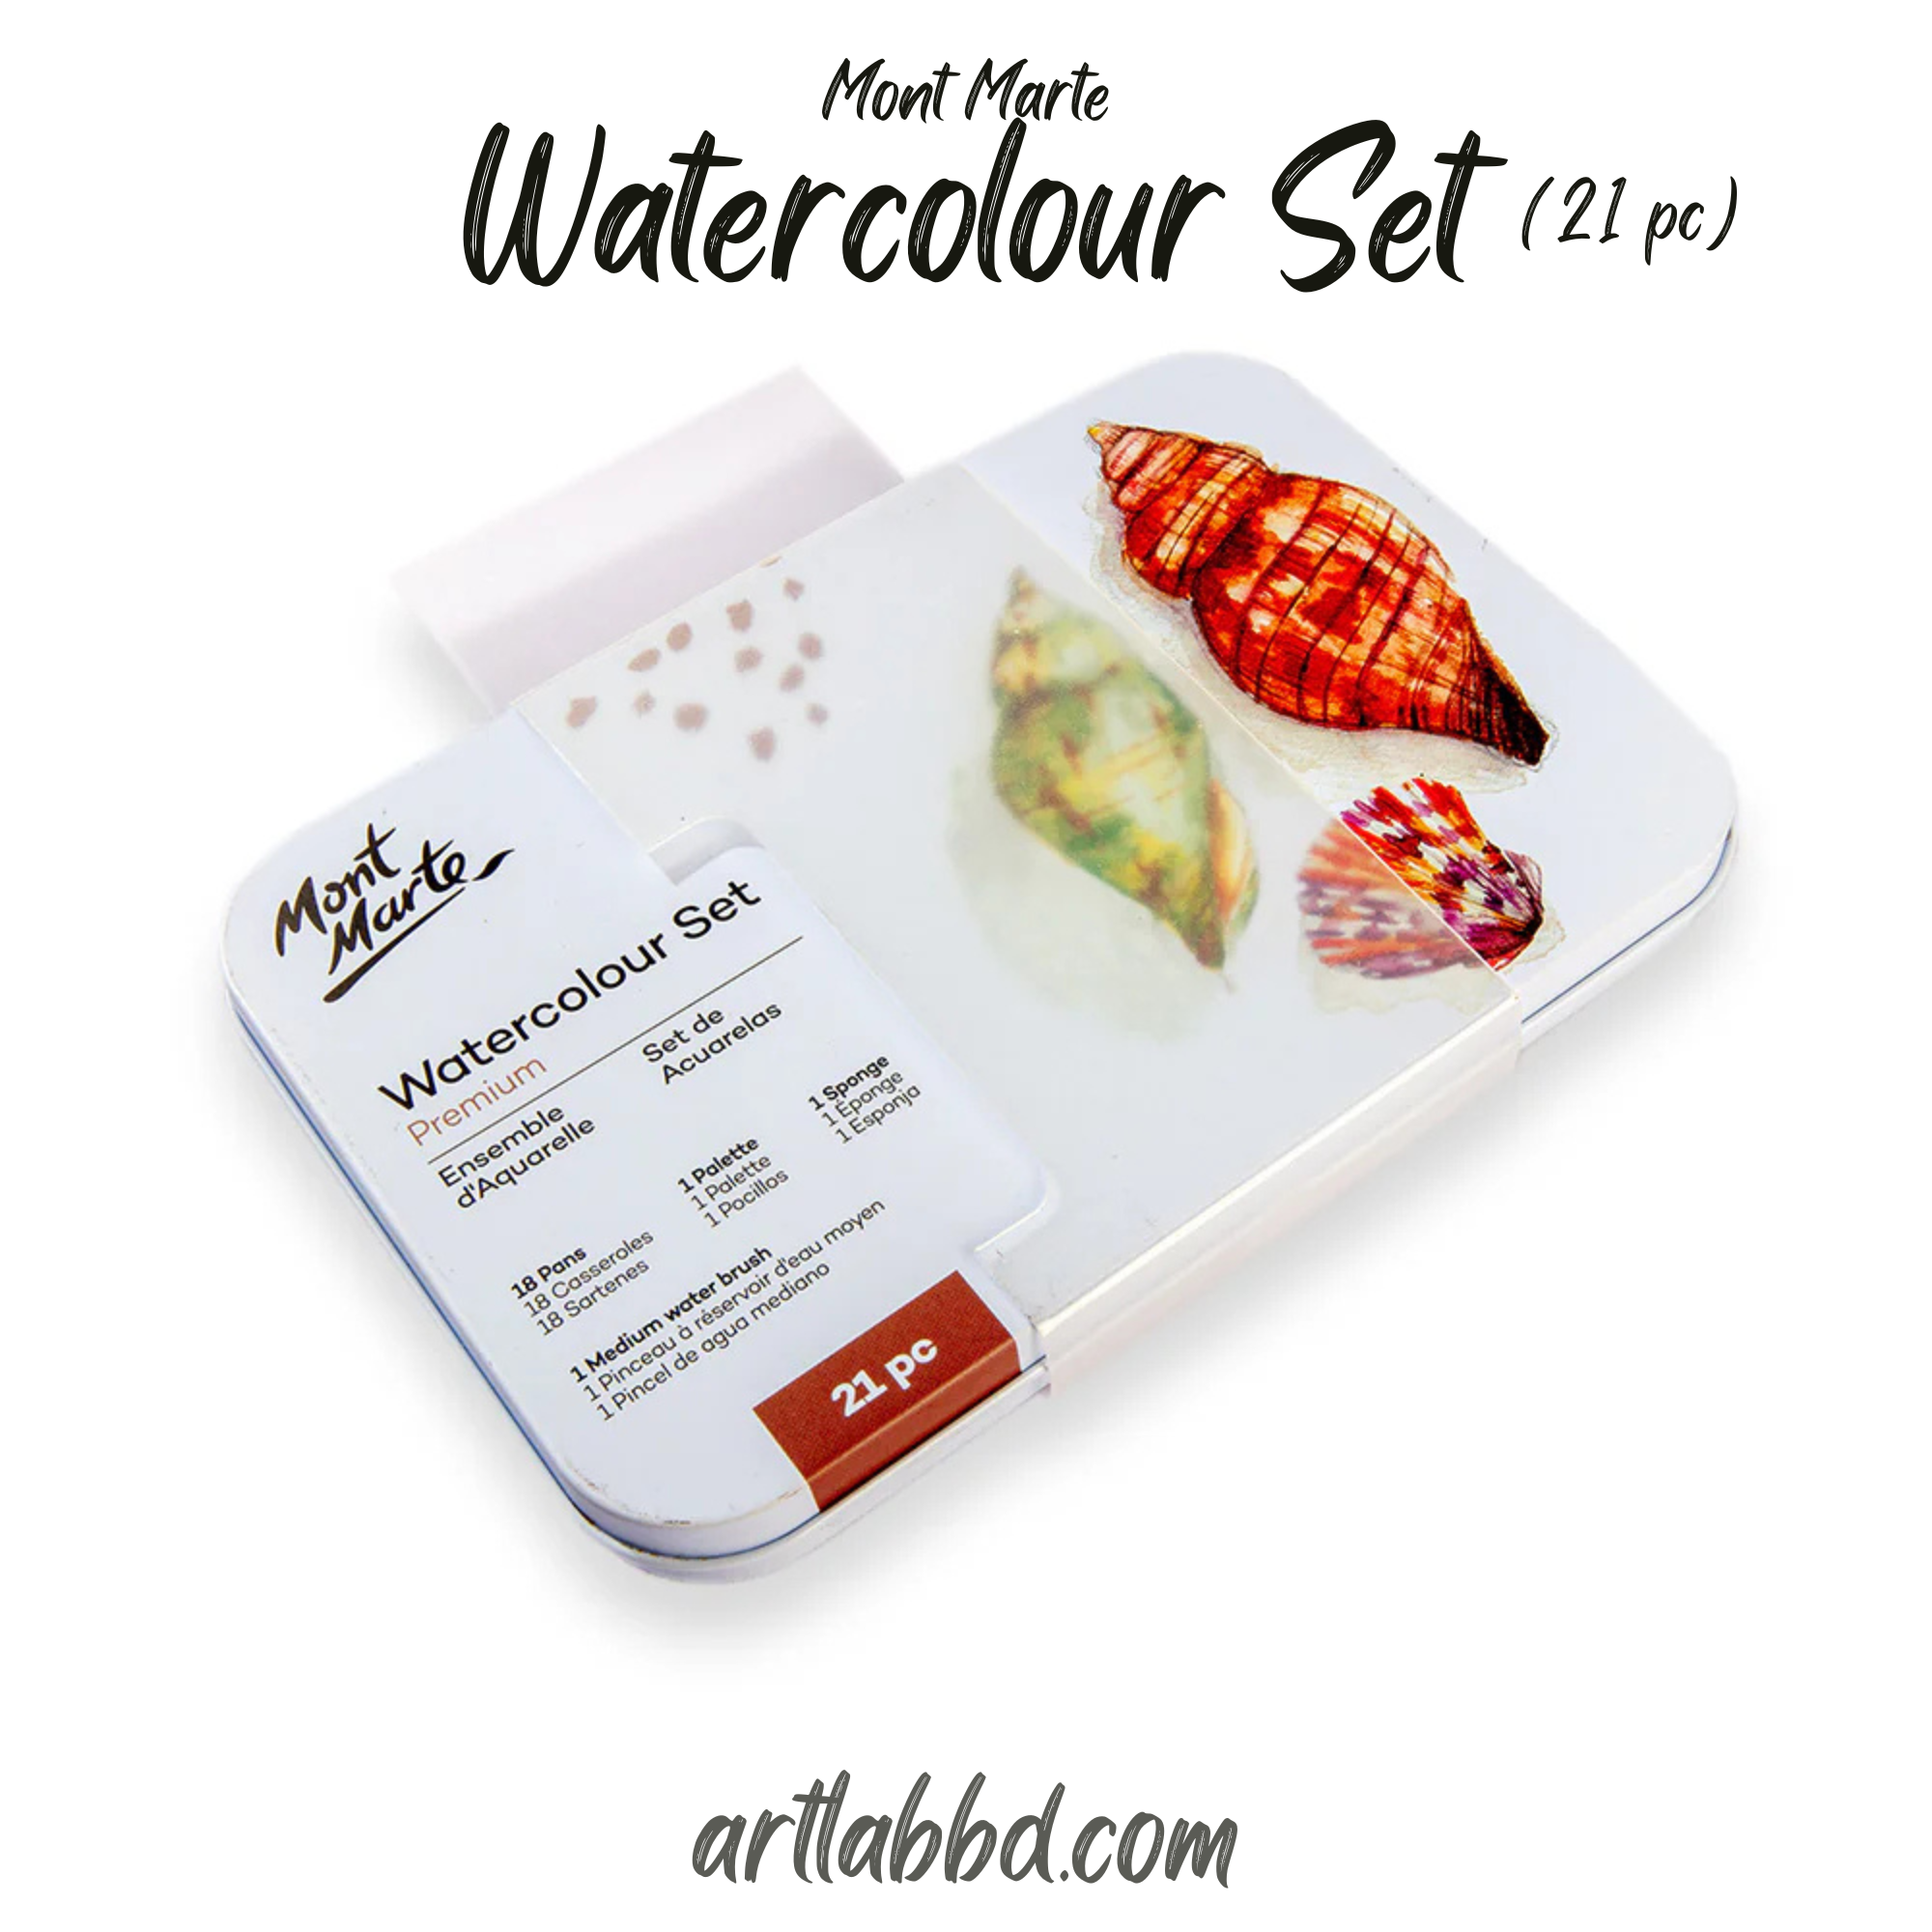 Mont Marte
Watercolour Set (21 pc)
Mont
Marte
Watercolour Set
Premium
Ensemble
d'Aquarelle
Set de
Acuarelas
18 Pans
18 Casseroles
18 Sartenes
1 Palette
1 Palette
1 Pocillos
1 Sponge
1 Éponge
1 Esponja
1 Medium water brush
1 Pinceau à réservoir d'eau moyen
1 Pincel de agua mediano
21 pc
arttlabbd.com